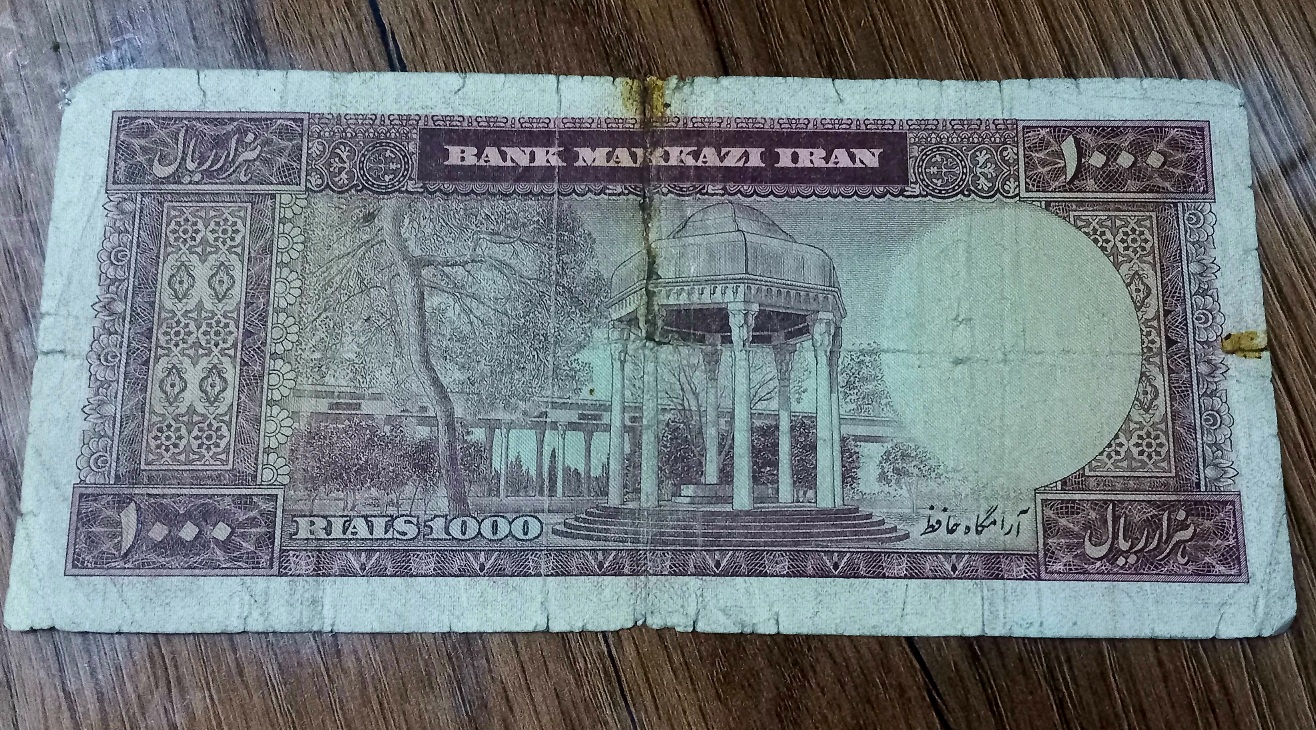 هزار ریال
BANK MARKAZI IRAN
۱۰۰۰
۱۰۰۰
RIALS 1000
آرامگاه حافظ
هزار ریال